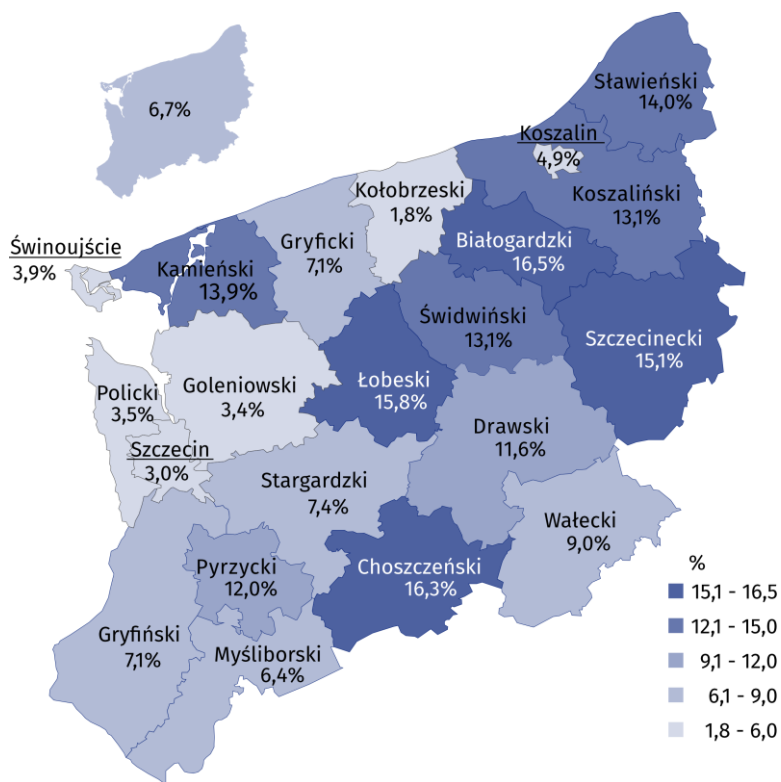 6,7%
Sławieński
14,0%
Koszalin
4,9%
Koszaliński
13,1%
Kołobrzeski
1,8%
Białogardzki
16,5%
Gryficki
7,1%
Świnoujście
3,9%
Kamieński
13,9%
Świdwiński
13,1%
Szczecinecki
15,1%
Łobeski
15,8%
Goleniowski
3,4%
Policki
3,5%
Szczecin
3,0%
Drawski
11,6%
Stargardzki
7,4%
Wałecki
9,0%
Choszczeński
16,3%
Pyrzycki
12,0%
Gryfiński
7,1%
Myśliborski
6,4%
%
15,1 - 16,5
12,1 - 15,0
9,1 - 12,0
6,1 - 9,0
1,8 - 6,0